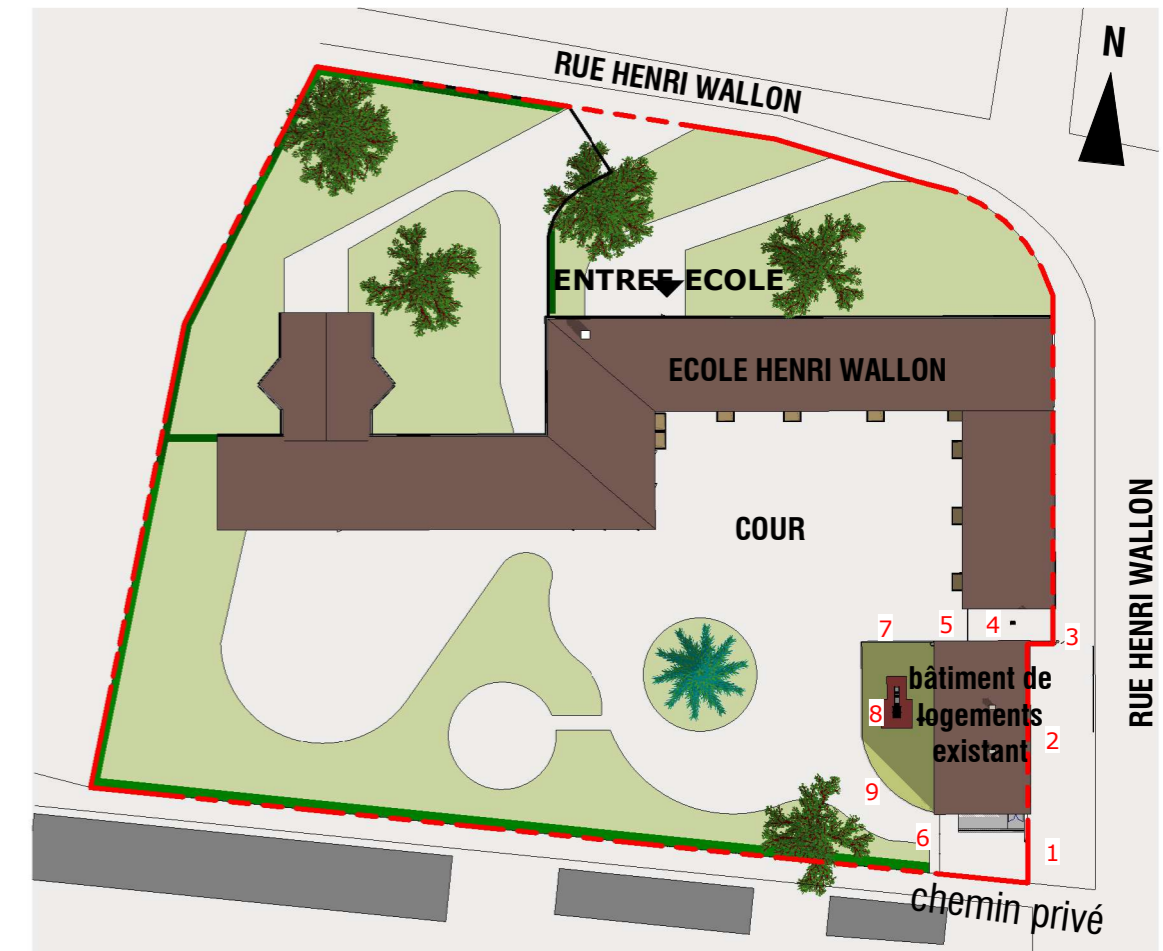 RUE HENRI WALLON
N
ENTREE ECOLE
ECOLE HENRI WALLON
COUR
RUE HENRI WALLON
7
5
4
3
bâtiment de
logements
existant
8
2
9
6
1
chemin privé